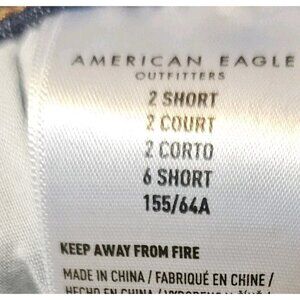 AMERICAN EAGLE
OUTFITTERS
2 SHORT
2 COURT
2 CORTO
6 SHORT
155/64A
KEEP AWAY FROM FIRE
MADE IN CHINA / FABRIQUÉ EN CHINE /
HECHO EN CHINA /